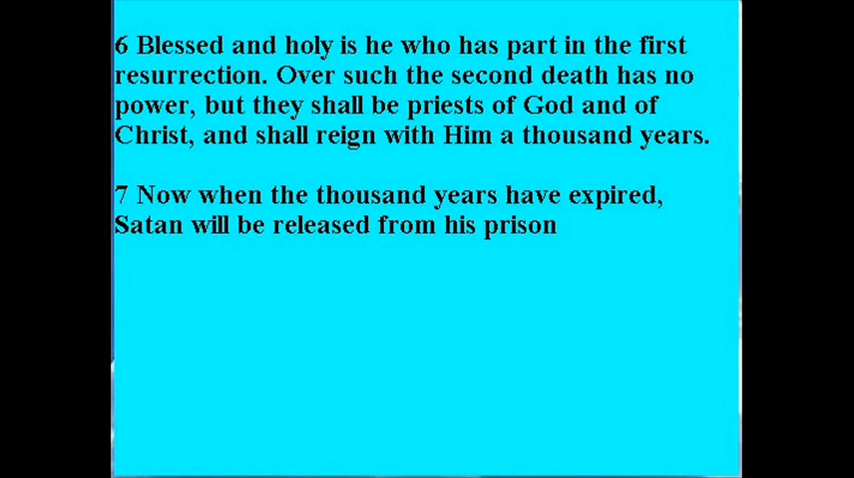 6 Blessed and holy is he who has part in the first
resurrection. Over such the second death has no
power, but they shall be priests of God and of
Christ, and shall reign with Him a thousand years.
7 Now when the thousand years have expired,
Satan will be released from his prison